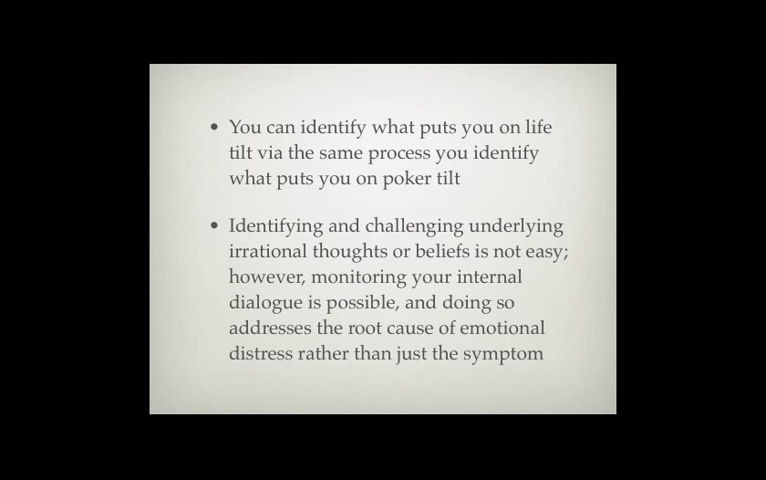 • You can identify what puts you on life
tilt via the same process you identify
what puts you on poker tilt
• Identifying and challenging underlying
irrational thoughts or beliefs is not easy;
however, monitoring your internal
dialogue is possible, and doing so
addresses the root cause of emotional
distress rather than just the symptom